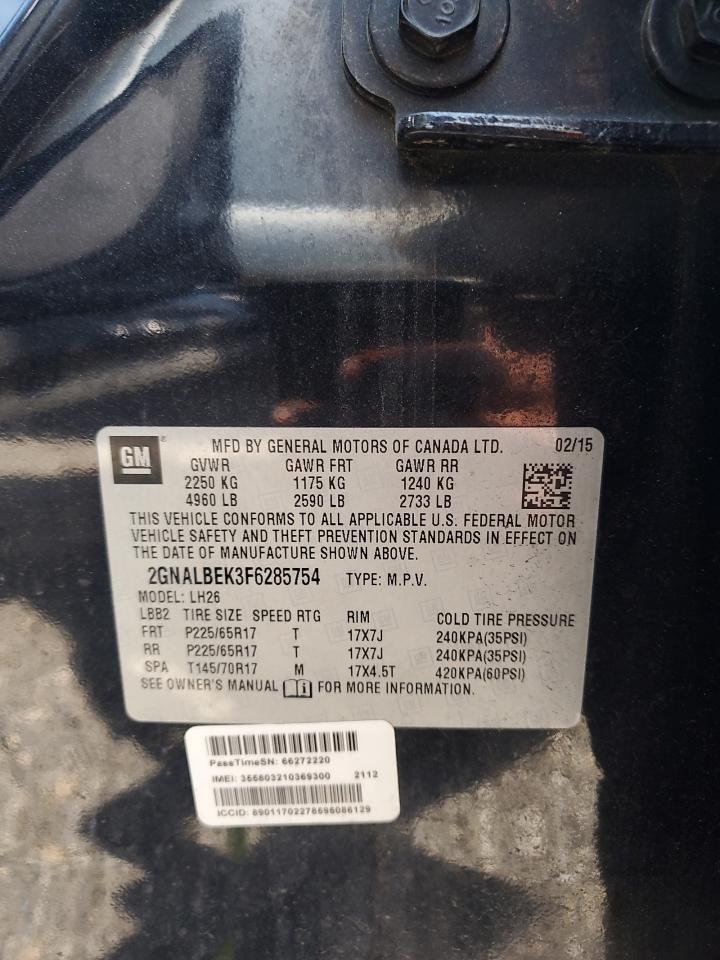 10
GM ®
MFD BY GENERAL MOTORS OF CANADA LTD. 02/15
GVWR GAWR FRT GAWR RR
2250 KG 1175 KG 1240 KG
4960 LB 2590 LB 2733 LB
THIS VEHICLE CONFORMS TO ALL APPLICABLE U.S. FEDERAL MOTOR
VEHICLE SAFETY AND THEFT PREVENTION STANDARDS IN EFFECT ON
THE DATE OF MANUFACTURE SHOWN ABOVE.
2GNALBEK3F6285754 TYPE: M.P.V.
MODEL: LH26
LBB2 TIRE SIZE SPEED RTG RIM COLD TIRE PRESSURE
FRT P225/65R17 T 17X7J 240KPA(35PSI)
RR P225/65R17 T 17X7J 240KPA(35PSI)
SPA T145/70R17 M 17X4.5T 420KPA(60PSI)
SEE OWNER'S MANUAL FOR MORE INFORMATION.
PassTimeSN: 66272220
IMEI: 356803210369300 2112
ICCID: 89011702278698086129